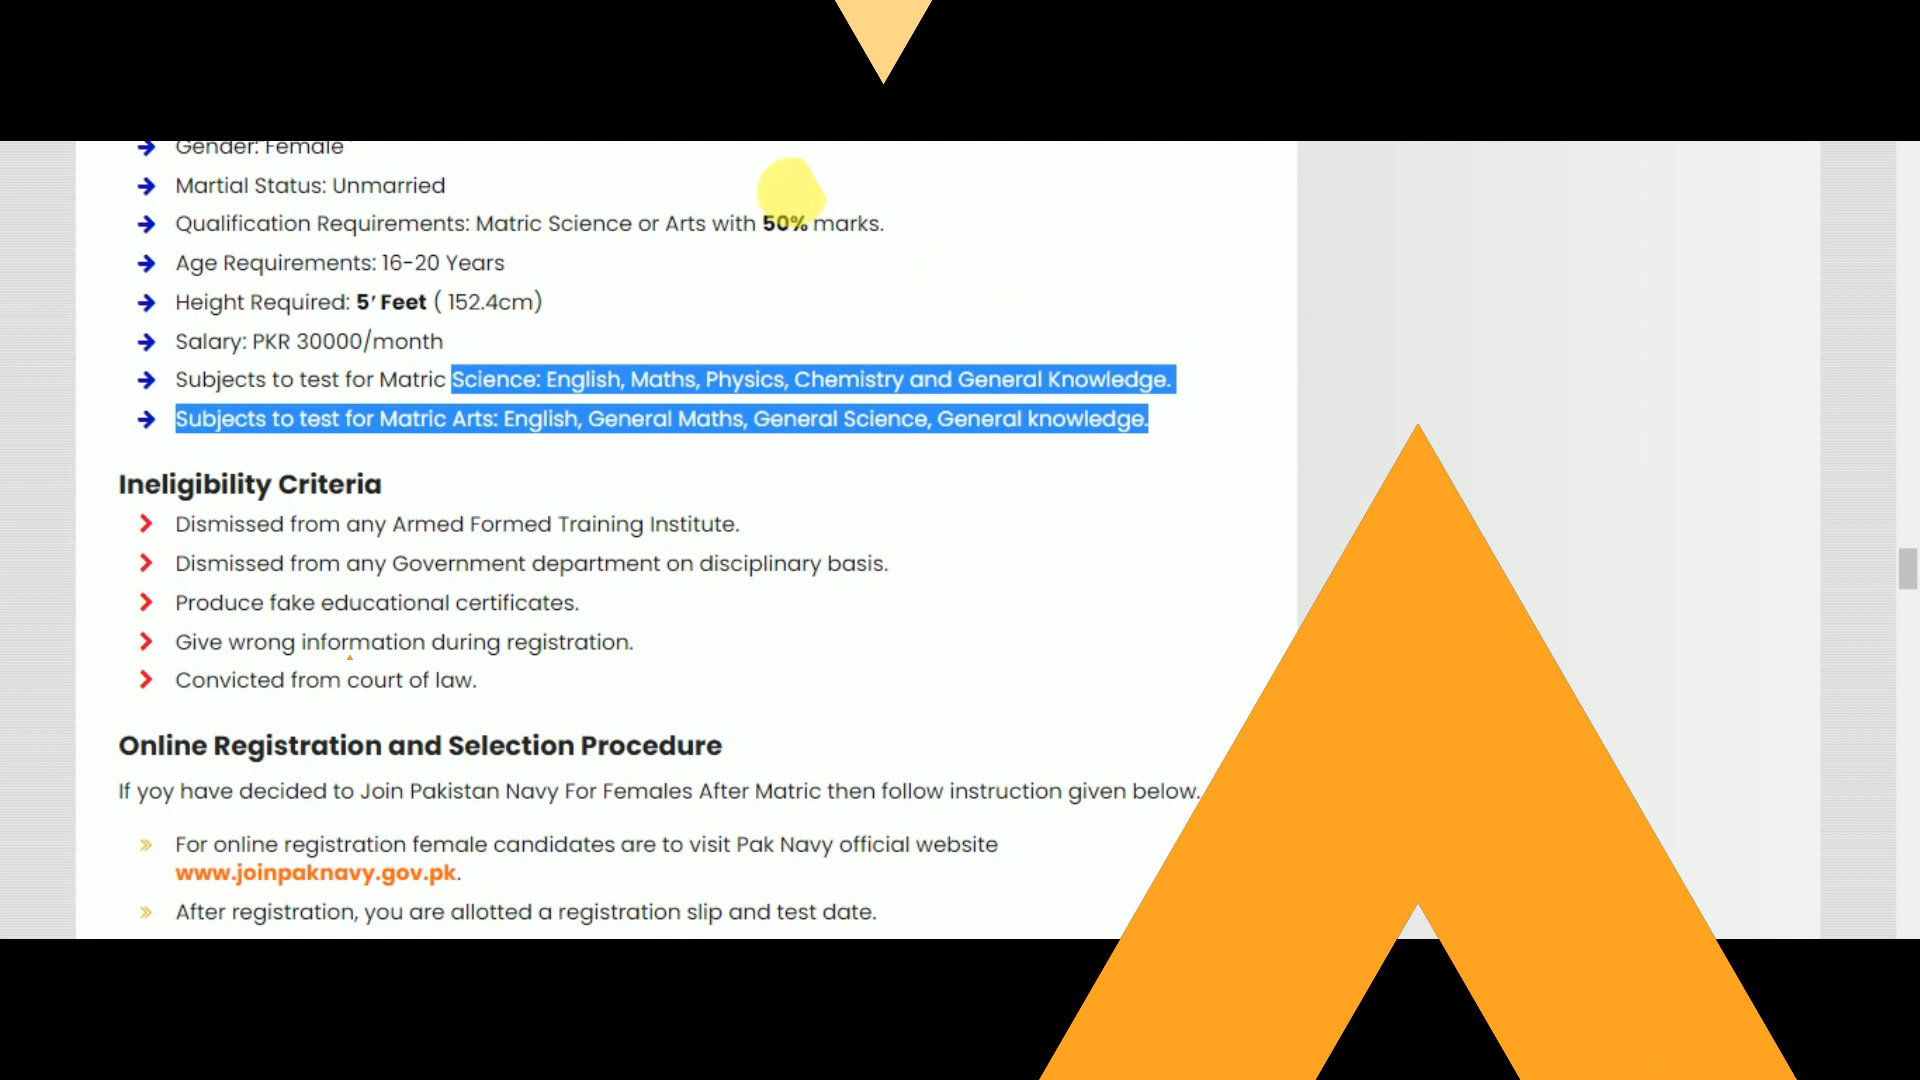 Gender: Female
Martial Status: Unmarried
Qualification Requirements: Matric Science or Arts with 50% marks.
Age Requirements: 16-20 Years
Height Required: 5′ Feet ( 152.4cm)
Salary: PKR 30000/month
Subjects to test for Matric Science: English, Maths, Physics, Chemistry and General Knowledge.
Subjects to test for Matric Arts: English, General Maths, General Science, General knowledge.
Ineligibility Criteria
Dismissed from any Armed Formed Training Institute.
Dismissed from any Government department on disciplinary basis.
Produce fake educational certificates.
Give wrong information during registration.
Convicted from court of law.
Online Registration and Selection Procedure
If yoy have decided to Join Pakistan Navy For Females After Matric then follow instruction given below.
For online registration female candidates are to visit Pak Navy official website
www.joinpaknavy.gov.pk.
After registration, you are allotted a registration slip and test date.